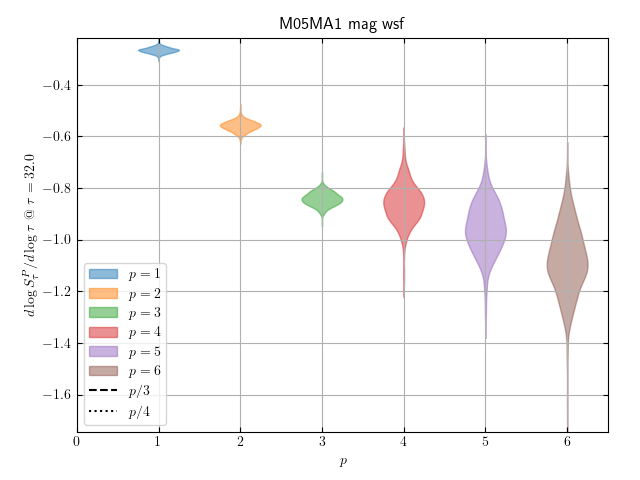 M05MA1 mag wsf
d log S_τ^P / d log τ @ τ = 32.0
−0.4
−0.6
−0.8
−1.0
−1.2
−1.4
−1.6
p = 1
p = 2
p = 3
p = 4
p = 5
p = 6
p/3
p/4
0 1 2 3 4 5 6
p